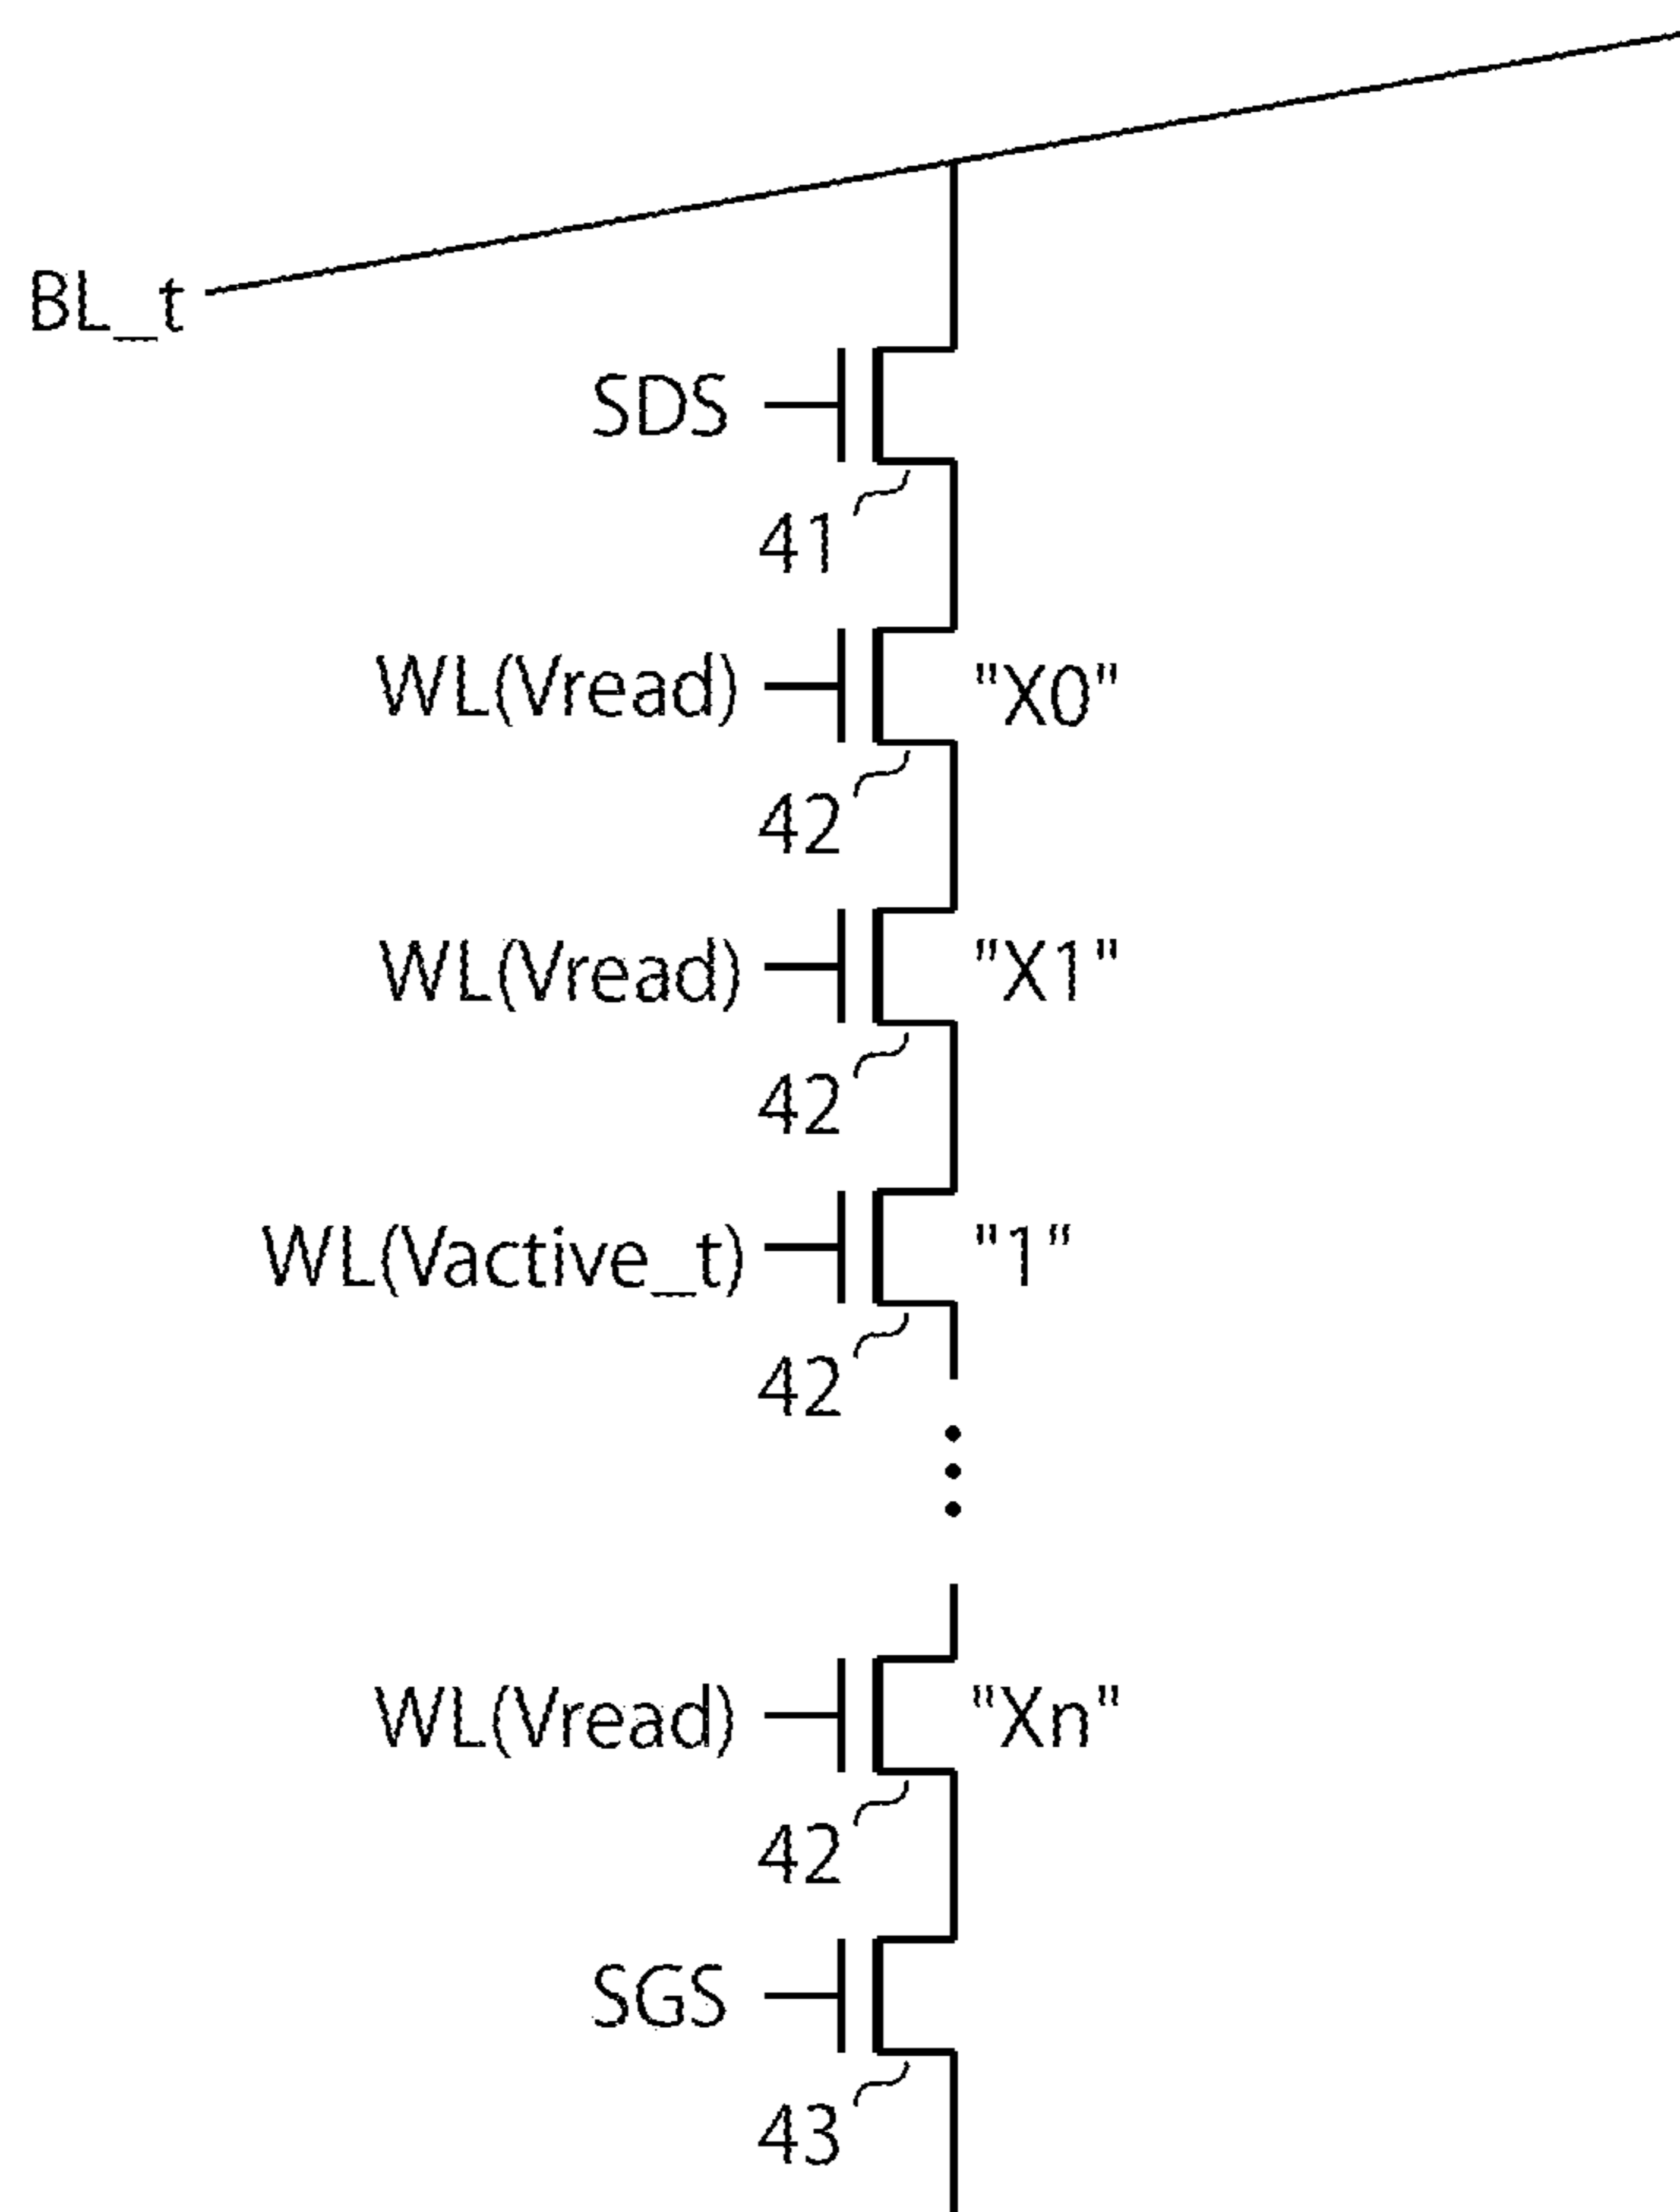 BL_t
SDS
41
WL(Vread) "X0"
42
WL(Vread) "X1"
42
WL(Vactive_t) "1“
42
WL(Vread) "Xn"
42
SGS
43